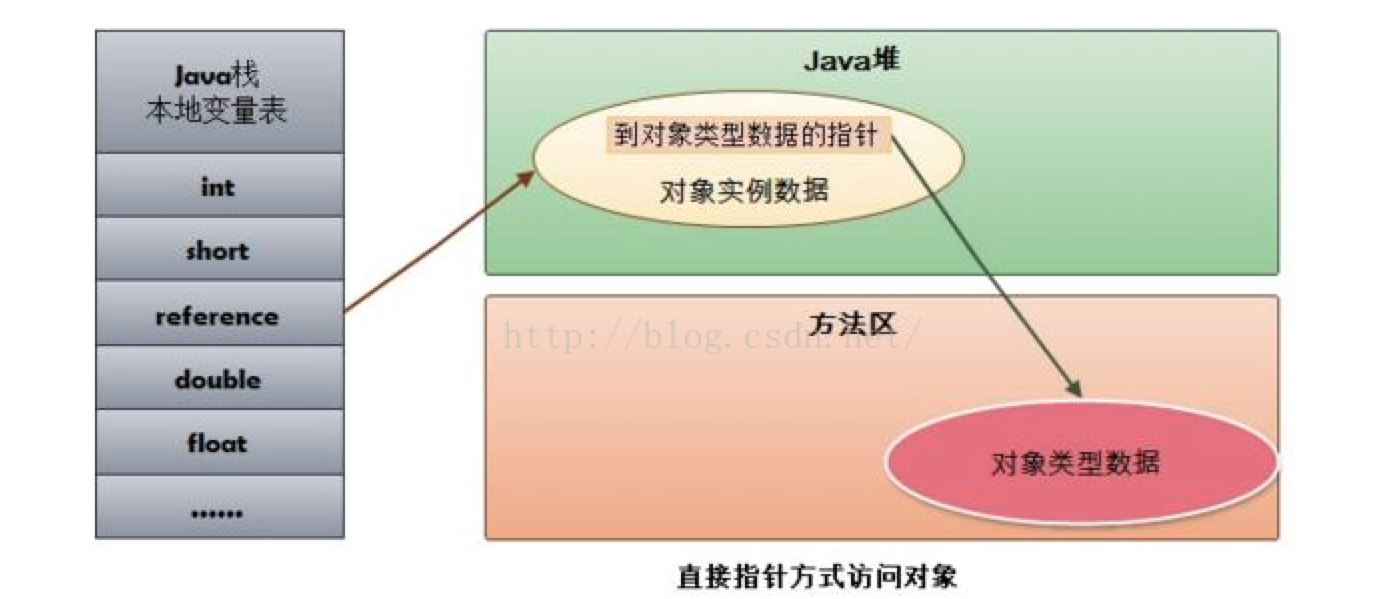 Java栈
本地变量表
int
short
reference
double
float
......
Java堆
到对象类型数据的指针
对象实例数据
方法区
http://blog.csdn.net/
对象类型数据
直接指针方式访问对象